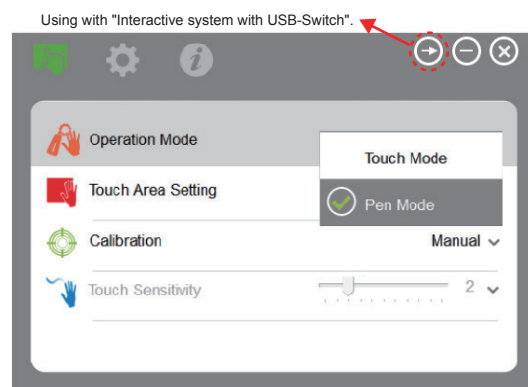 Using with "Interactive system with USB-Switch".
i
Operation Mode
Touch Mode
Touch Area Setting
Pen Mode
Calibration
Manual
Touch Sensitivity
2